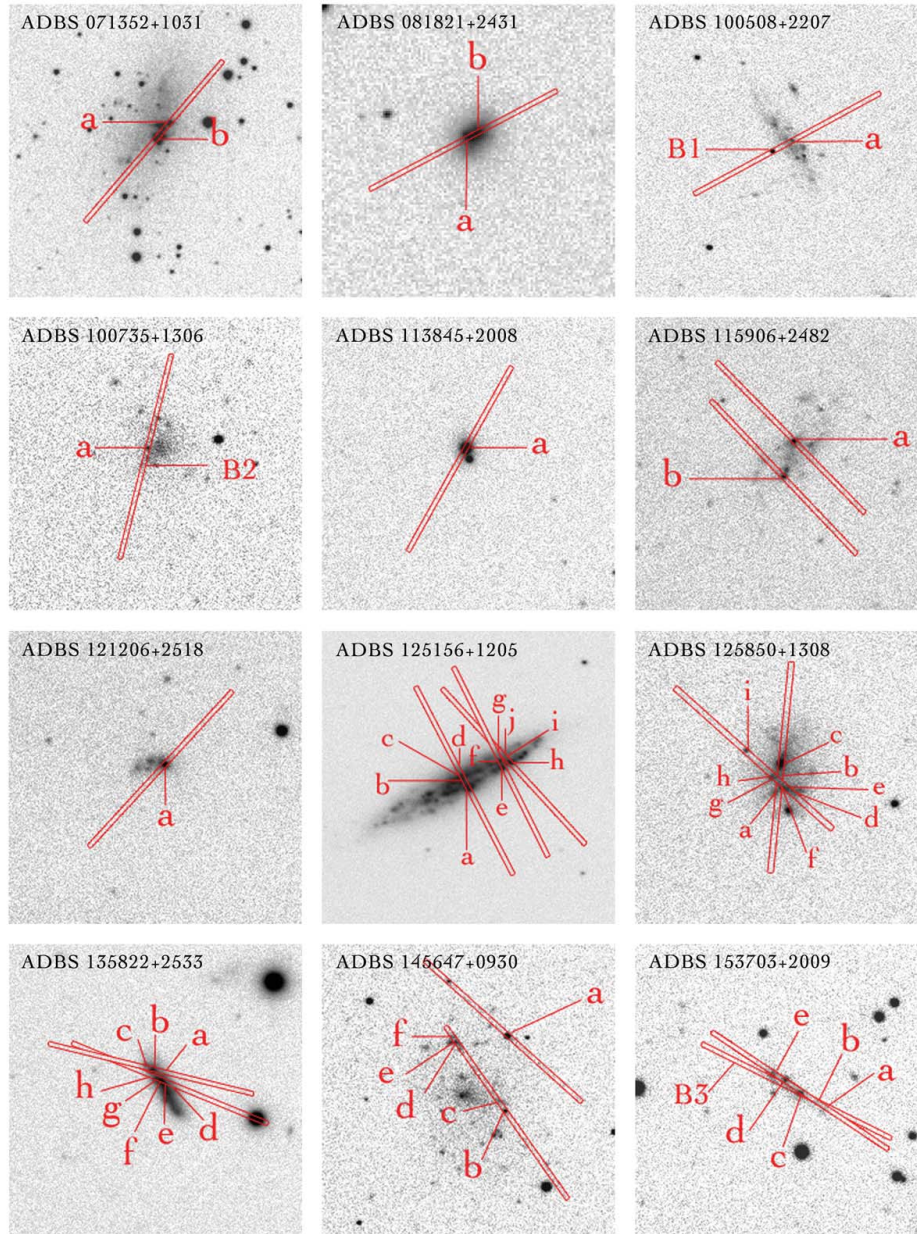 ADBS 071352+1031
a
b
ADBS 081821+2431
b
a
ADBS 100508+2207
B1
a
ADBS 100735+1306
a
B2
ADBS 113845+2008
a
ADBS 115906+2482
a
b
ADBS 121206+2518
a
ADBS 125156+1205
g
j
i
c
d
f
h
b
e
a
ADBS 125850+1308
i
c
h
b
g
e
a
d
f
ADBS 135822+2533
c
b
a
h
g
f
e
d
ADBS 145647+0930
a
f
e
d
c
b
ADBS 153703+2009
e
b
a
B3
d
c